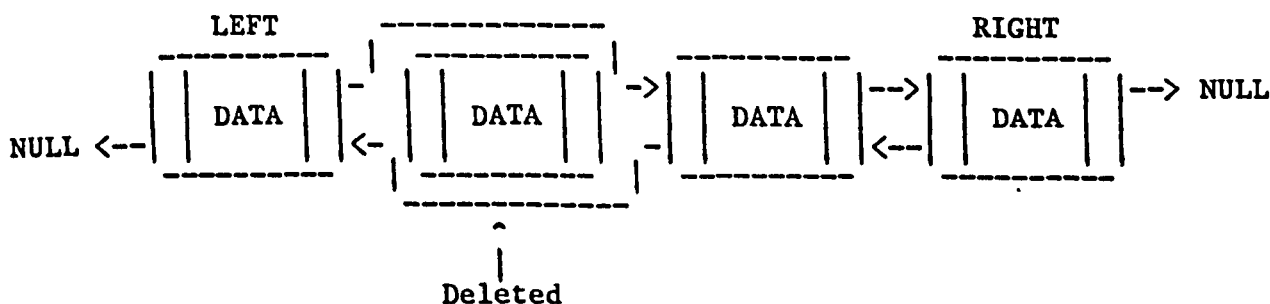 LEFT RIGHT
DATA DATA DATA DATA NULL
NULL
Deleted